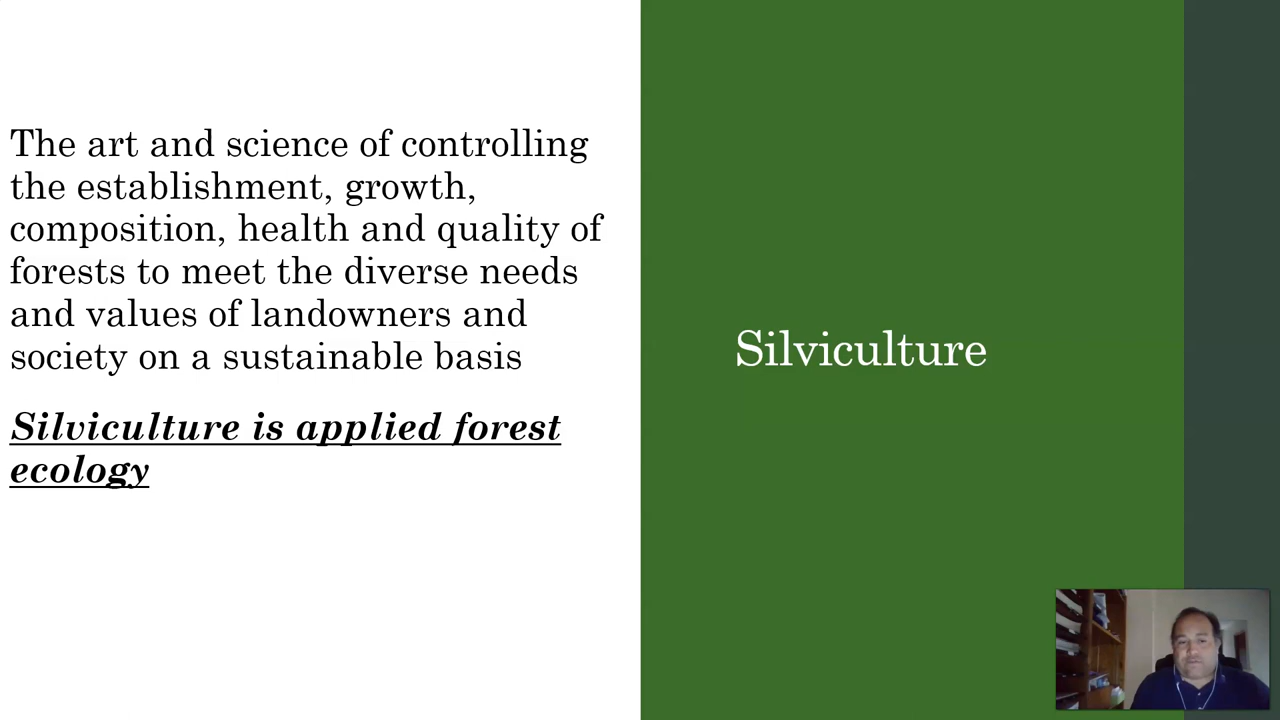 The art and science of controlling
the establishment, growth,
composition, health and quality of
forests to meet the diverse needs
and values of landowners and
society on a sustainable basis
Silviculture is applied forest
ecology
Silviculture